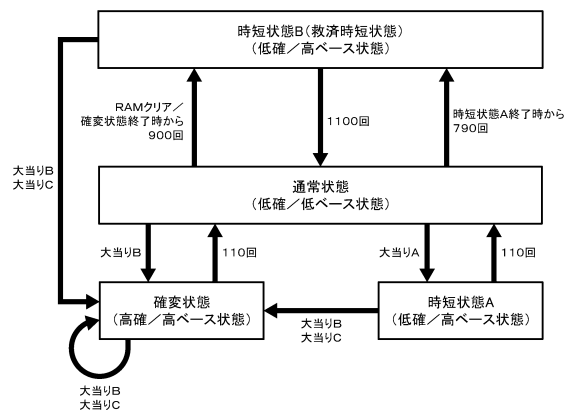 時短状態B(救済時短状態)
(低確/高ベース状態)
RAMクリア/
確変状態終了時から
900回
1100回
時短状態A終了時から
790回
大当りB
大当りC
通常状態
(低確/低ベース状態)
大当りB
110回
大当りA
110回
確変状態
(高確/高ベース状態)
大当りB
大当りC
時短状態A
(低確/高ベース状態)
大当りB
大当りC